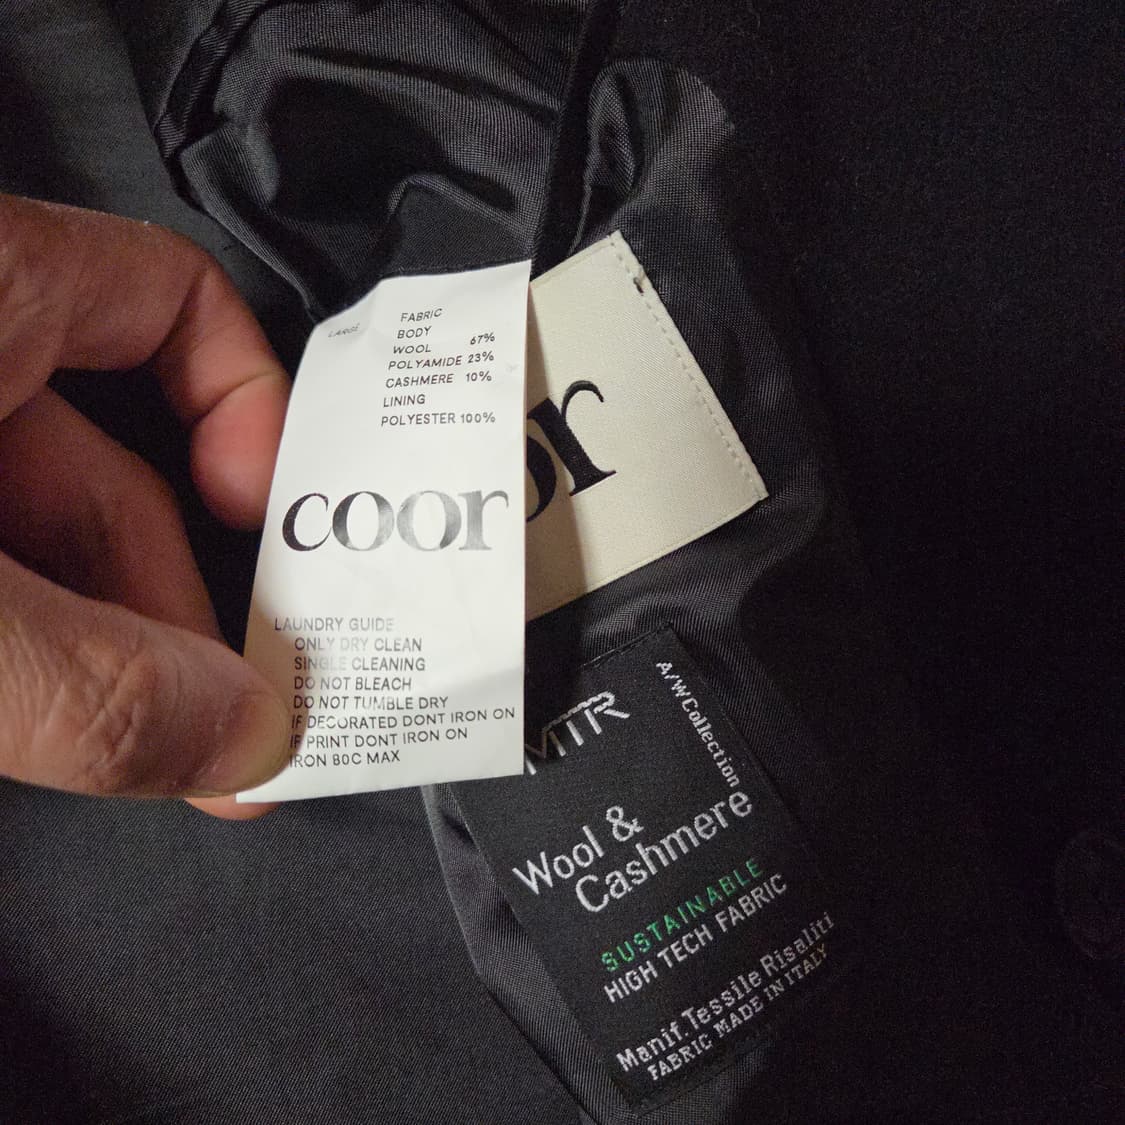 LARGE
FABRIC
BODY
WOOL 67%
POLYAMIDE 23%
CASHMERE 10%
LINING
POLYESTER 100%
coor
LAUNDRY GUIDE
ONLY DRY CLEAN
SINGLE CLEANING
DO NOT BLEACH
DO NOT TUMBLE DRY
IF DECORATED DONT IRON ON
IF PRINT DONT IRON ON
IRON 80C MAX
or
MTR
A/WCollection
Wool &
Cashmere
SUSTAINABLE
HIGH TECH FABRIC
Manif.Tessile Risaliti
FABRIC MADE IN ITALY